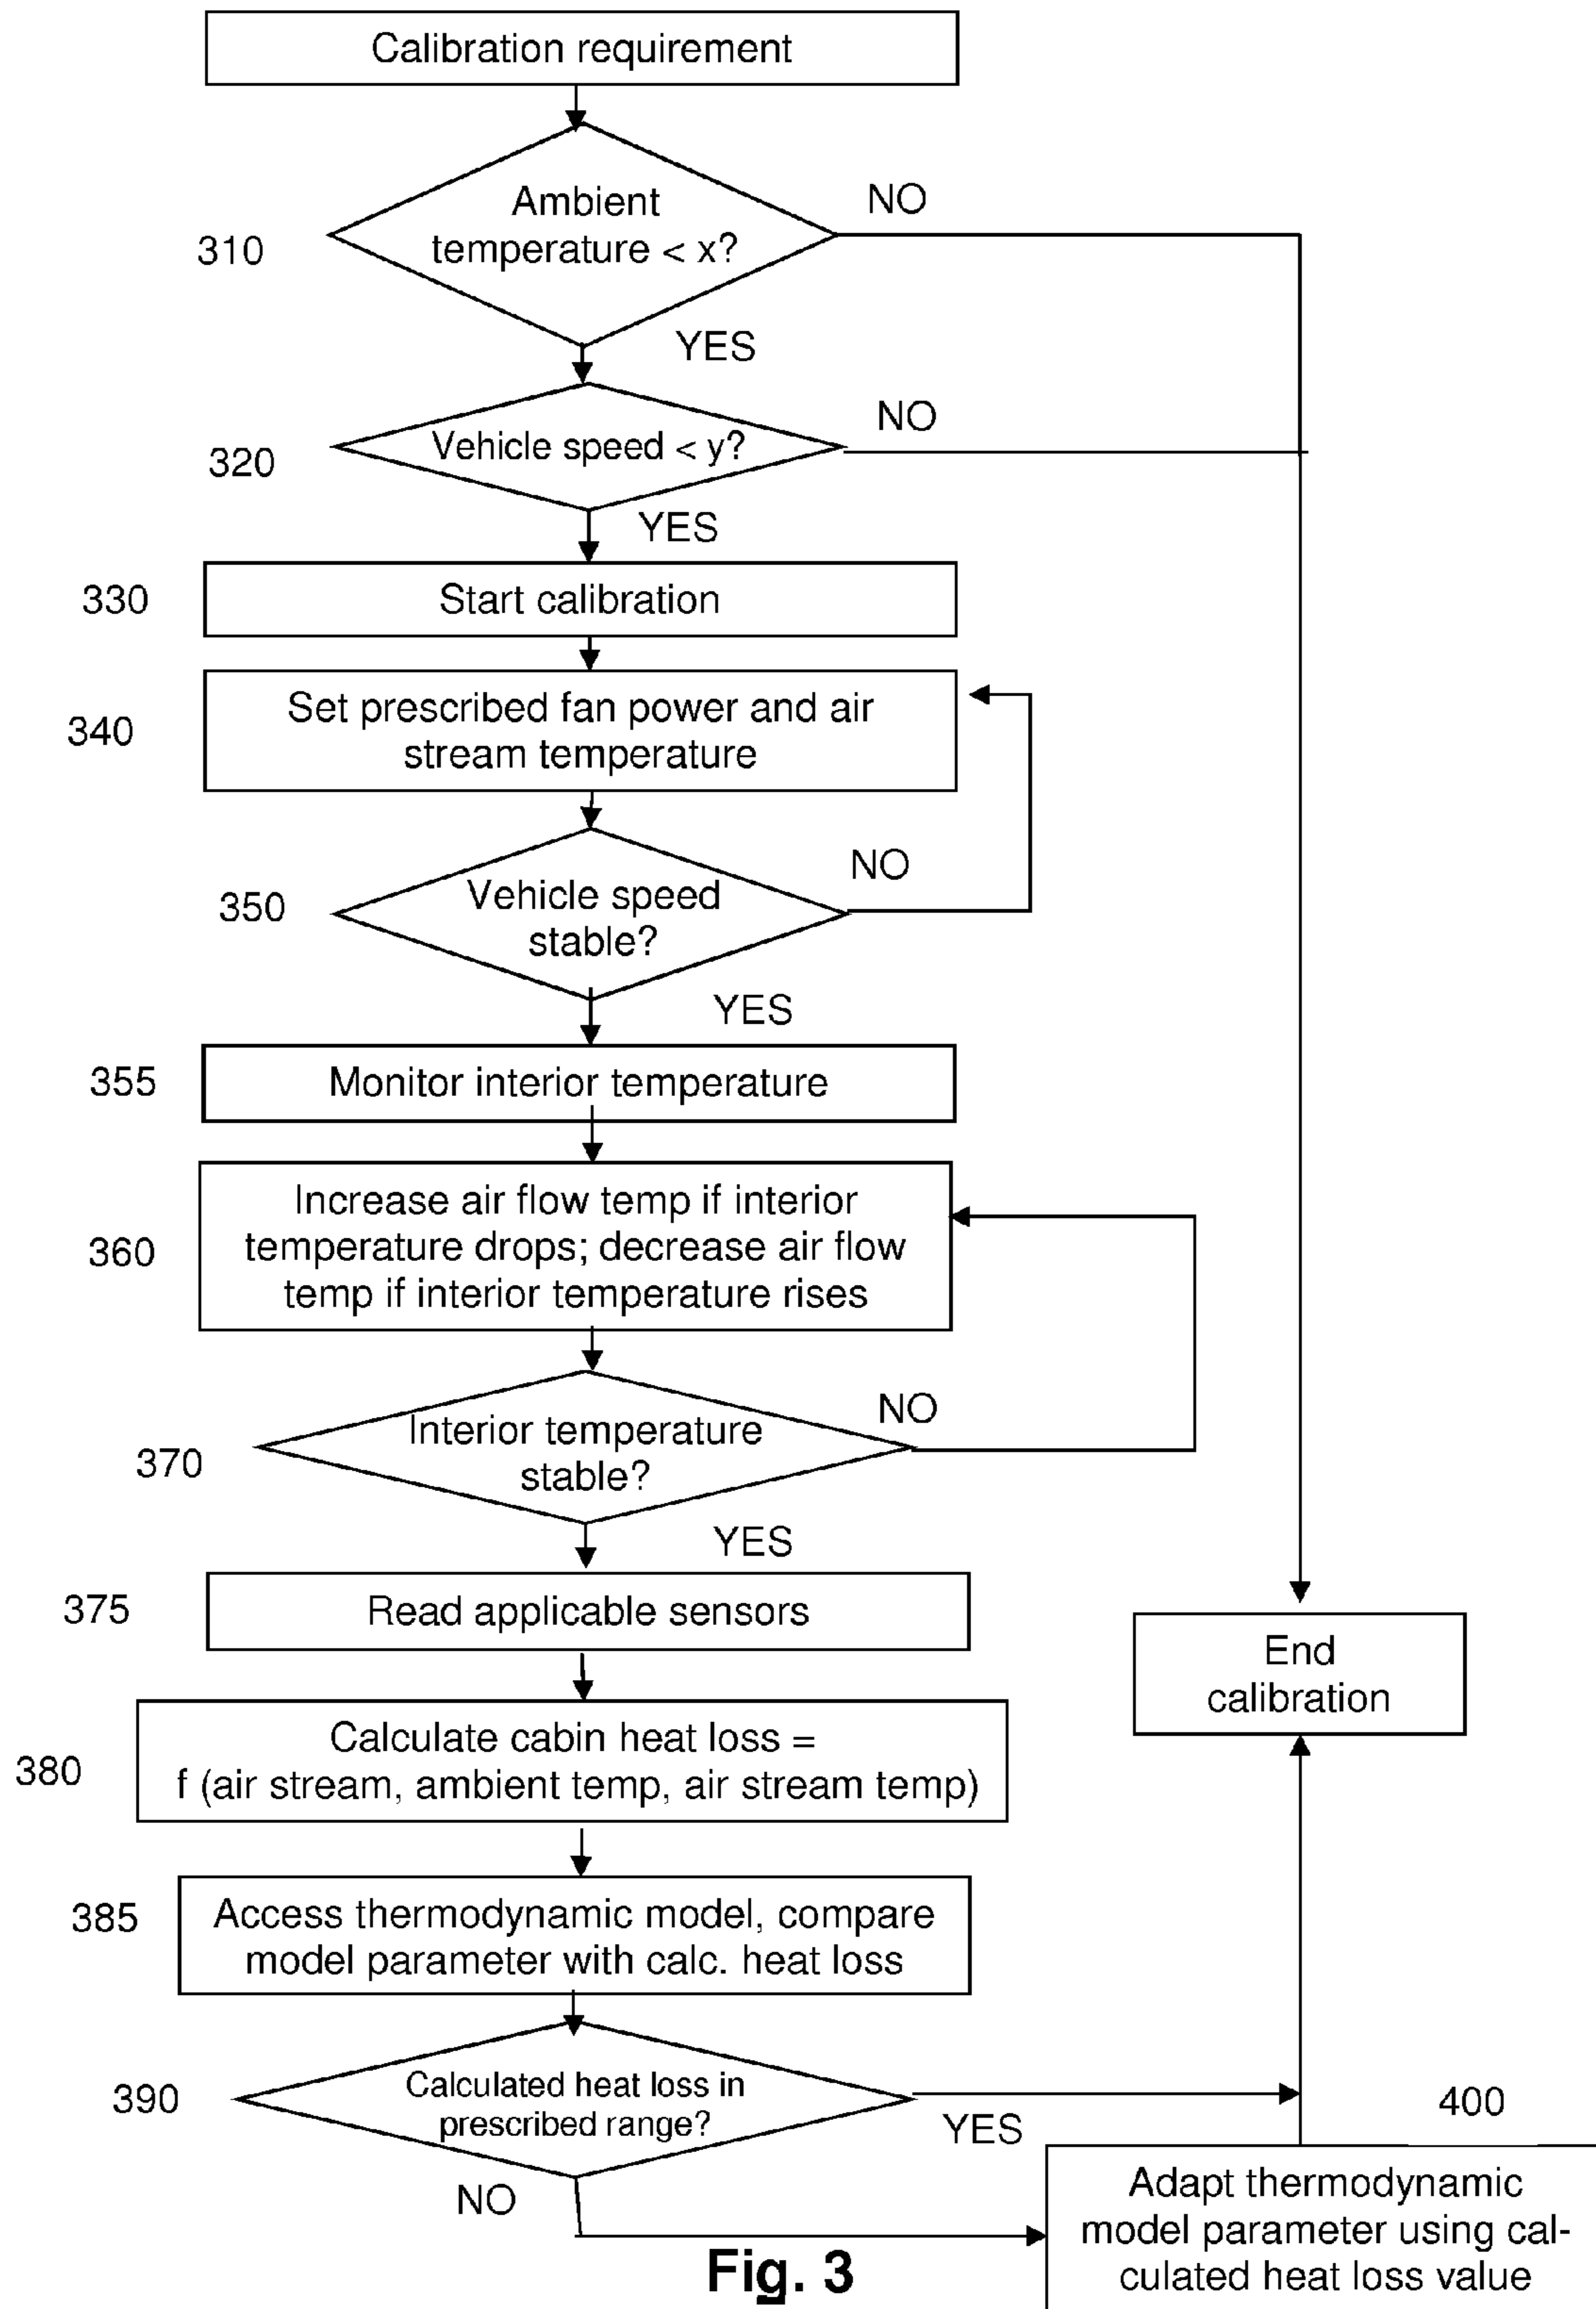 Calibration requirement
Ambient
temperature < x?
NO
310
YES
Vehicle speed < y?
NO
320
YES
330
Start calibration
340
Set prescribed fan power and air
stream temperature
NO
350
Vehicle speed
stable?
YES
355
Monitor interior temperature
360
Increase air flow temp if interior
temperature drops; decrease air flow
temp if interior temperature rises
NO
370
Interior temperature
stable?
YES
375
Read applicable sensors
End
calibration
380
Calculate cabin heat loss =
f (air stream, ambient temp, air stream temp)
385
Access thermodynamic model, compare
model parameter with calc. heat loss
390
Calculated heat loss in
prescribed range?
YES
400
NO
Adapt thermodynamic
model parameter using cal-
culated heat loss value
Fig. 3